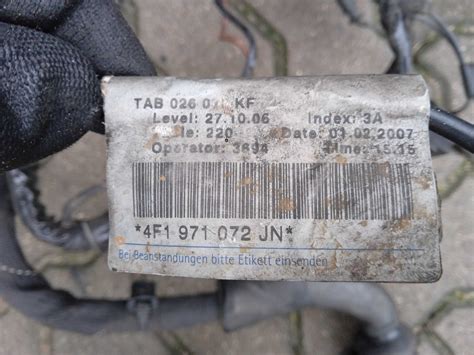 TAB 026 KF
Level: 27.10.06 Index: 3A
220 Date: 01.02.2007
Operator: Time: 15:15
*4F1 971 072 JN*
Bei Beanstandungen bitte Etikett einsenden